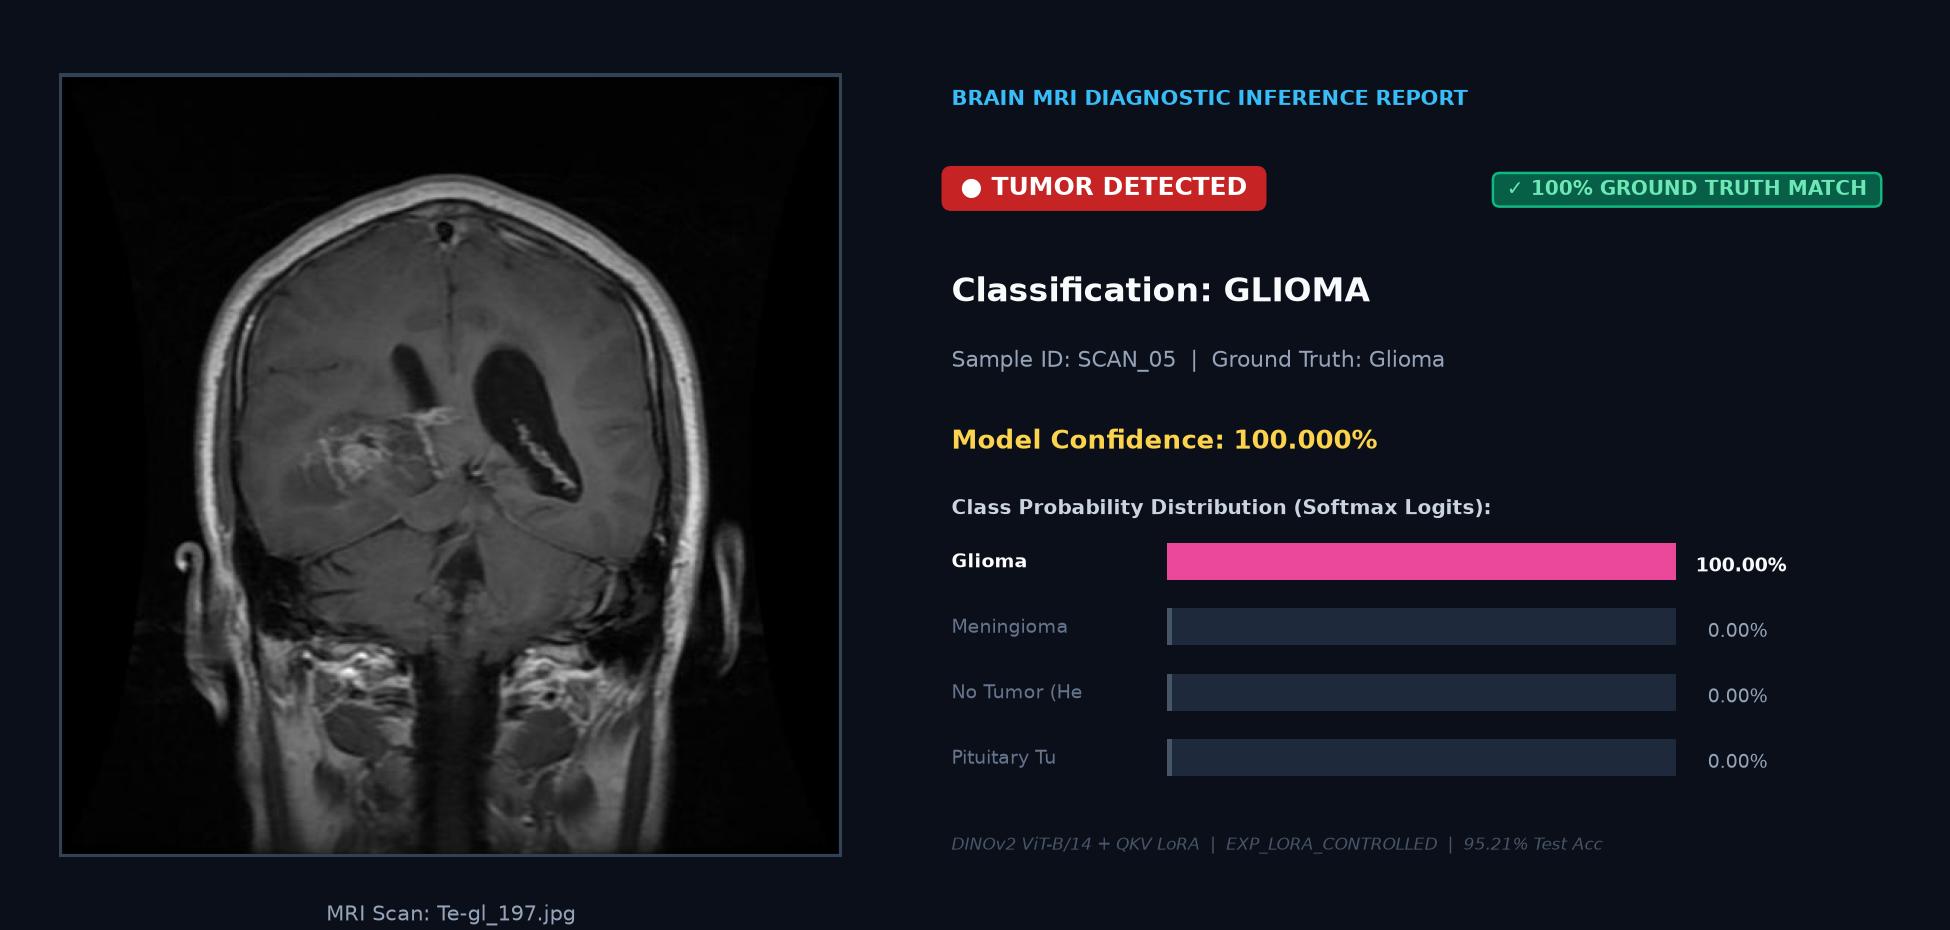 BRAIN MRI DIAGNOSTIC INFERENCE REPORT
● TUMOR DETECTED
✓ 100% GROUND TRUTH MATCH
Classification: GLIOMA
Sample ID: SCAN_05 | Ground Truth: Glioma
Model Confidence: 100.000%
Class Probability Distribution (Softmax Logits):
Glioma 100.00%
Meningioma 0.00%
No Tumor (He 0.00%
Pituitary Tu 0.00%
DINOv2 ViT-B/14 + QKV LoRA | EXP_LORA_CONTROLLED | 95.21% Test Acc
MRI Scan: Te-gl_197.jpg